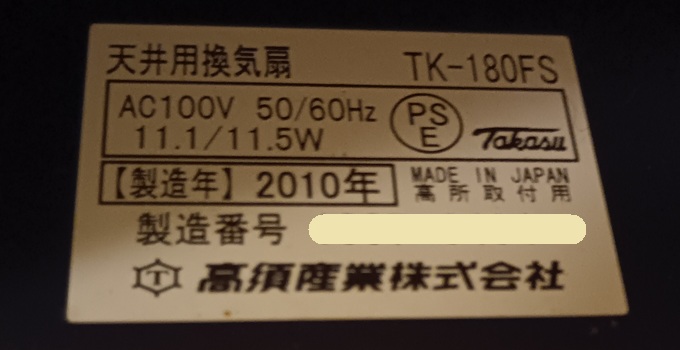 天井用換気扇 TK-180FS
AC100V 50/60Hz
11.1/11.5W
PS
E
Takasu
【製造年】2010年
MADE IN JAPAN
高所取付用
製造番号
T 高須産業株式会社